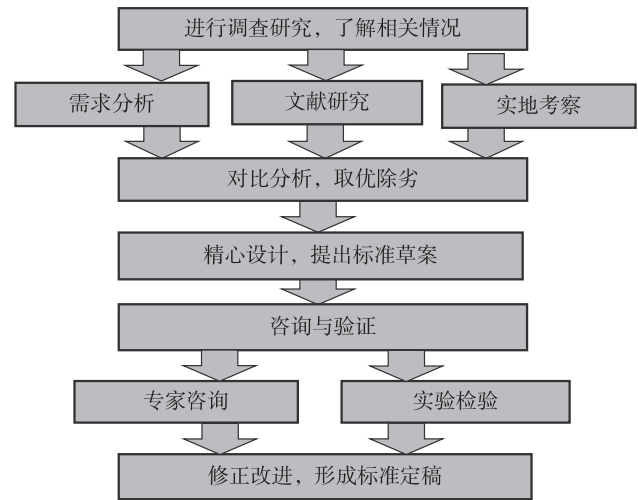 进行调查研究，了解相关情况
需求分析
文献研究
实地考察
对比分析，取优除劣
精心设计，提出标准草案
咨询与验证
专家咨询
实验检验
修正改进，形成标准定稿